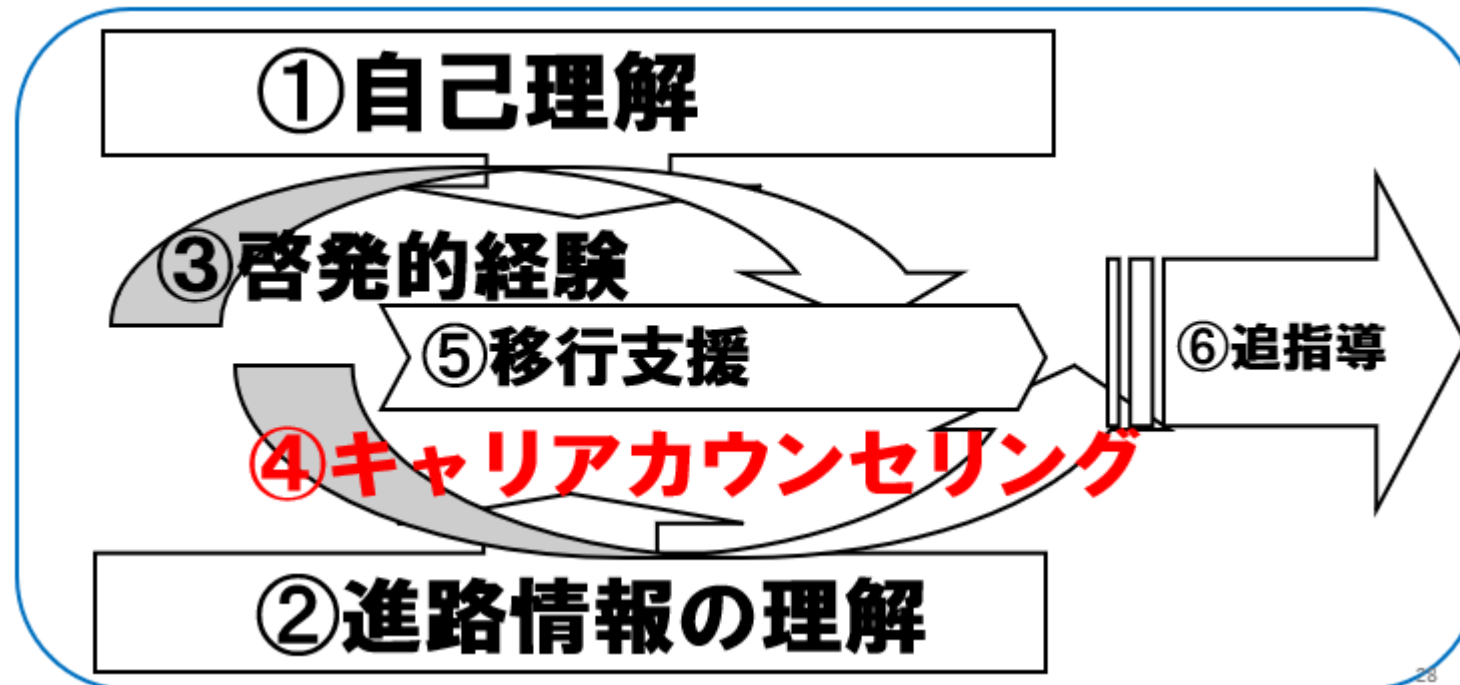 ①自己理解
③啓発的経験
⑤移行支援
⑥追指導
④キャリアカウンセリング
②進路情報の理解
28